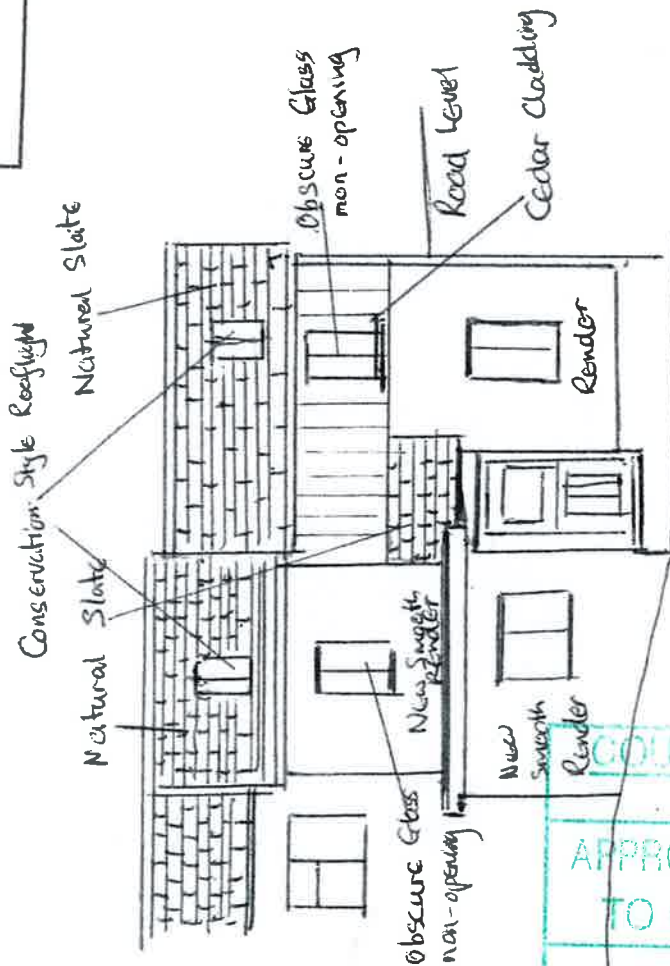 Conservation Style Rooflight
Natural Slate
Natural Slate
Obscure Glass
non-opening
Road Level
Cedar Cladding
Render
New Smooth
Render
New
Smooth
Render
Obscure Glass
non-opening
TO